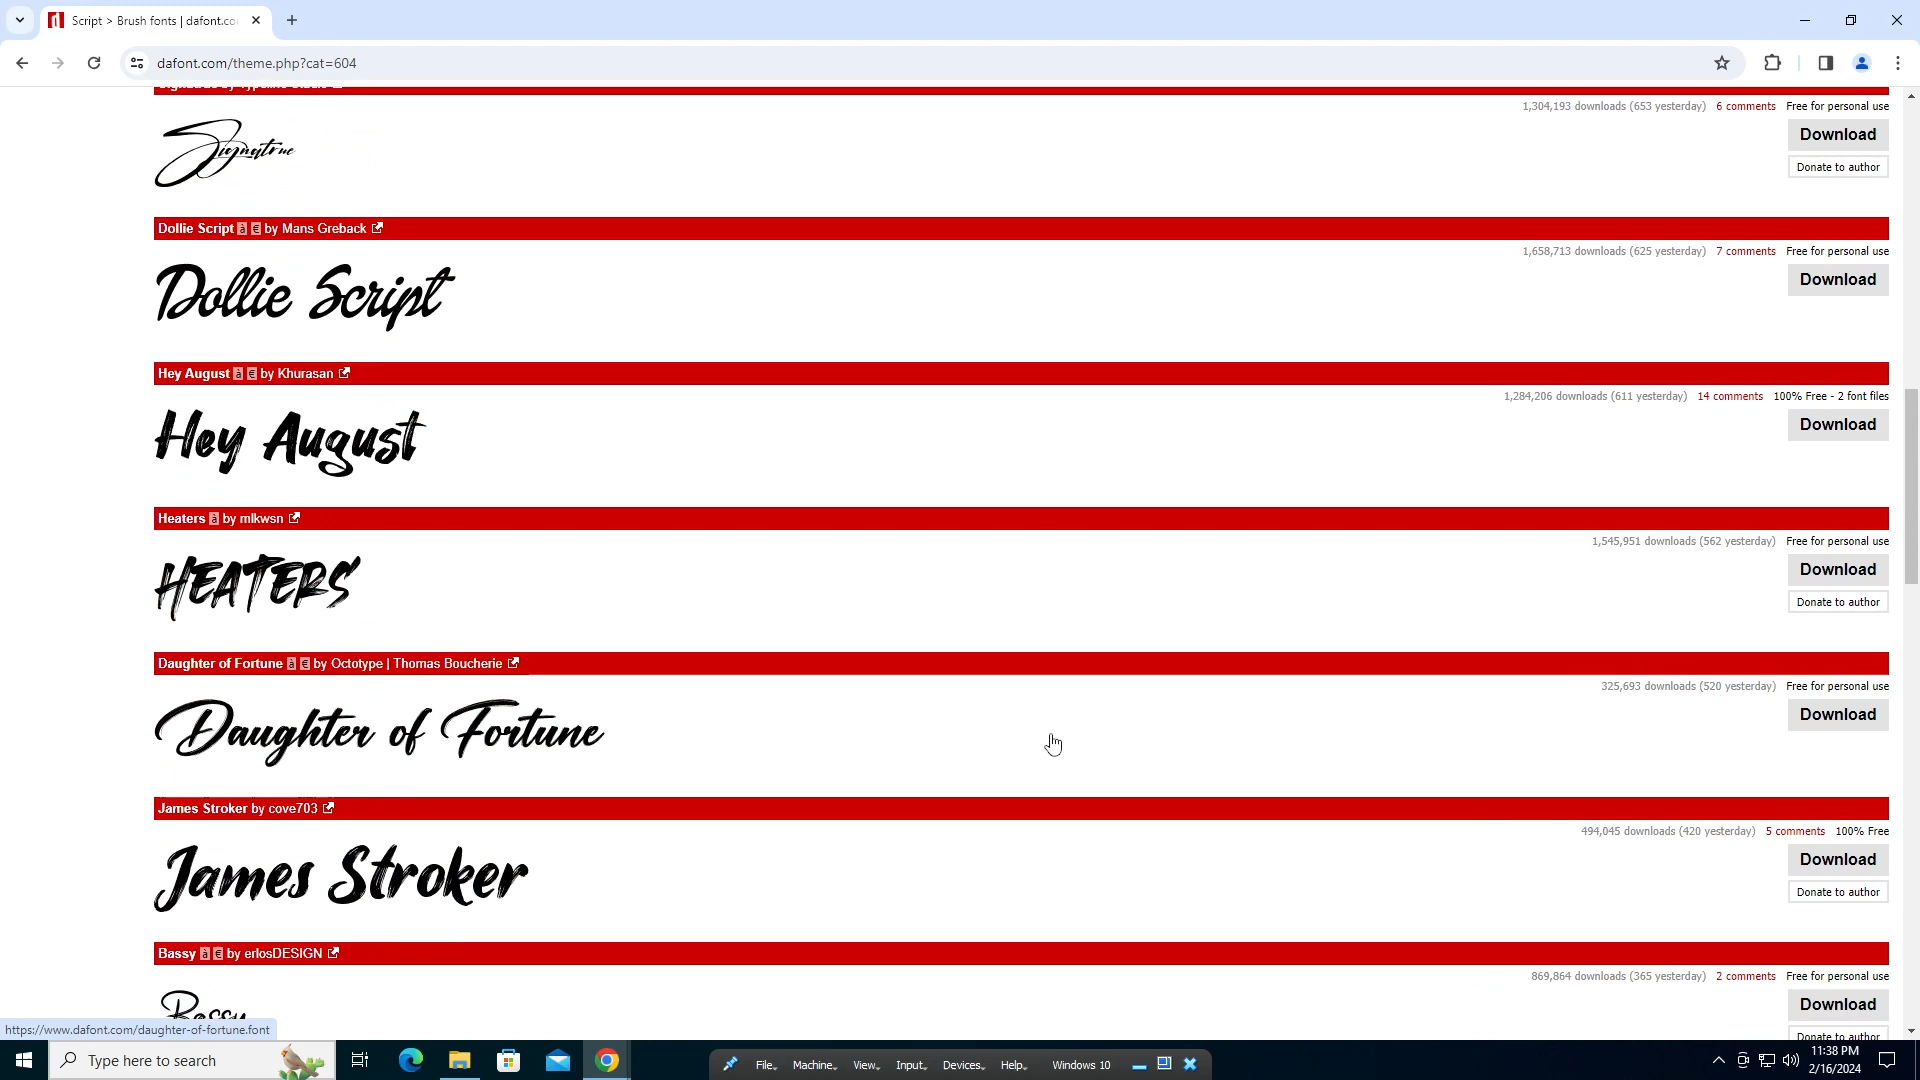 Script > Brush fonts | dafont.co
dafont.com/theme.php?cat=604
1,304,193 downloads (653 yesterday) 6 comments Free for personal use
Signatrue
Download
Donate to author
Dollie Script à € by Mans Greback
1,658,713 downloads (625 yesterday) 7 comments Free for personal use
Dollie Script
Download
Hey August à € by Khurasan
1,284,206 downloads (611 yesterday) 14 comments 100% Free - 2 font files
Hey August
Download
Heaters à by mlkwsn
1,545,951 downloads (562 yesterday) Free for personal use
HEATERS
Download
Donate to author
Daughter of Fortune à € by Octotype | Thomas Boucherie
325,693 downloads (520 yesterday) Free for personal use
Daughter of Fortune
Download
James Stroker by cove703
494,045 downloads (420 yesterday) 5 comments 100% Free
James Stroker
Download
Donate to author
Bassy à € by erlosDESIGN
869,864 downloads (365 yesterday) 2 comments Free for personal use
Bassy
Download
Donate to author
https://www.dafont.com/daughter-of-fortune.font
Type here to search
File Machine View Input Devices Help Windows 10
11:38 PM
2/16/2024